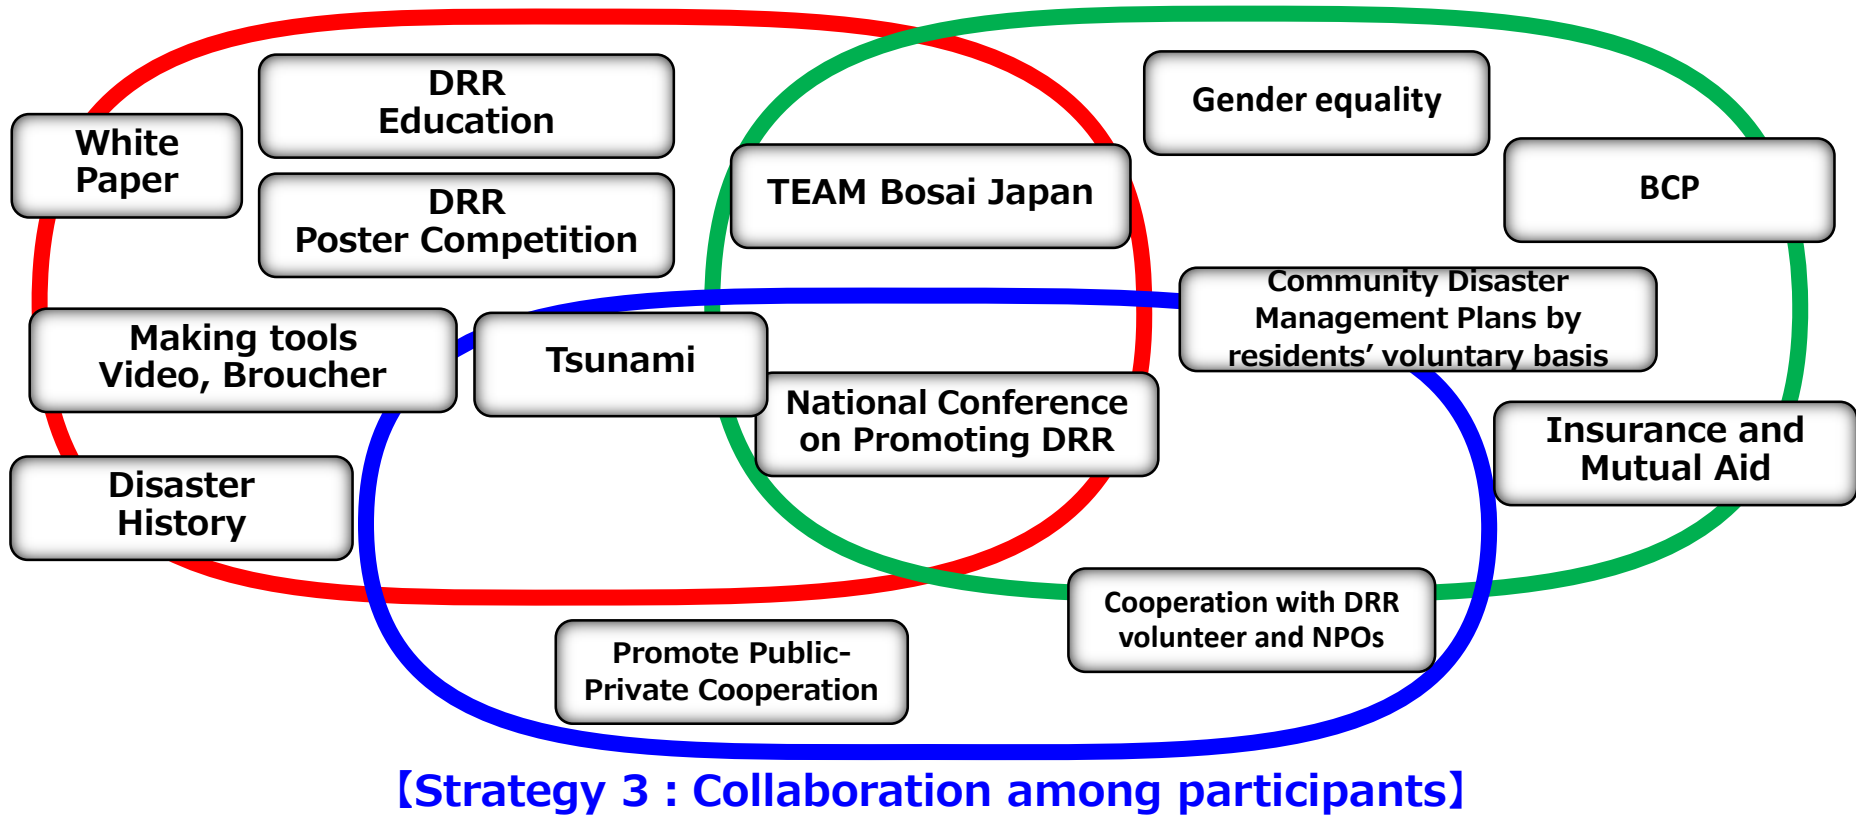 DRR
Education
Gender equality
White
Paper
TEAM Bosai Japan
BCP
DRR
Poster Competition
Community Disaster
Management Plans by
residents’ voluntary basis
Making tools
Video, Broucher
Tsunami
National Conference
on Promoting DRR
Insurance and
Mutual Aid
Disaster
History
Cooperation with DRR
volunteer and NPOs
Promote Public-
Private Cooperation
【Strategy 3 : Collaboration among participants】